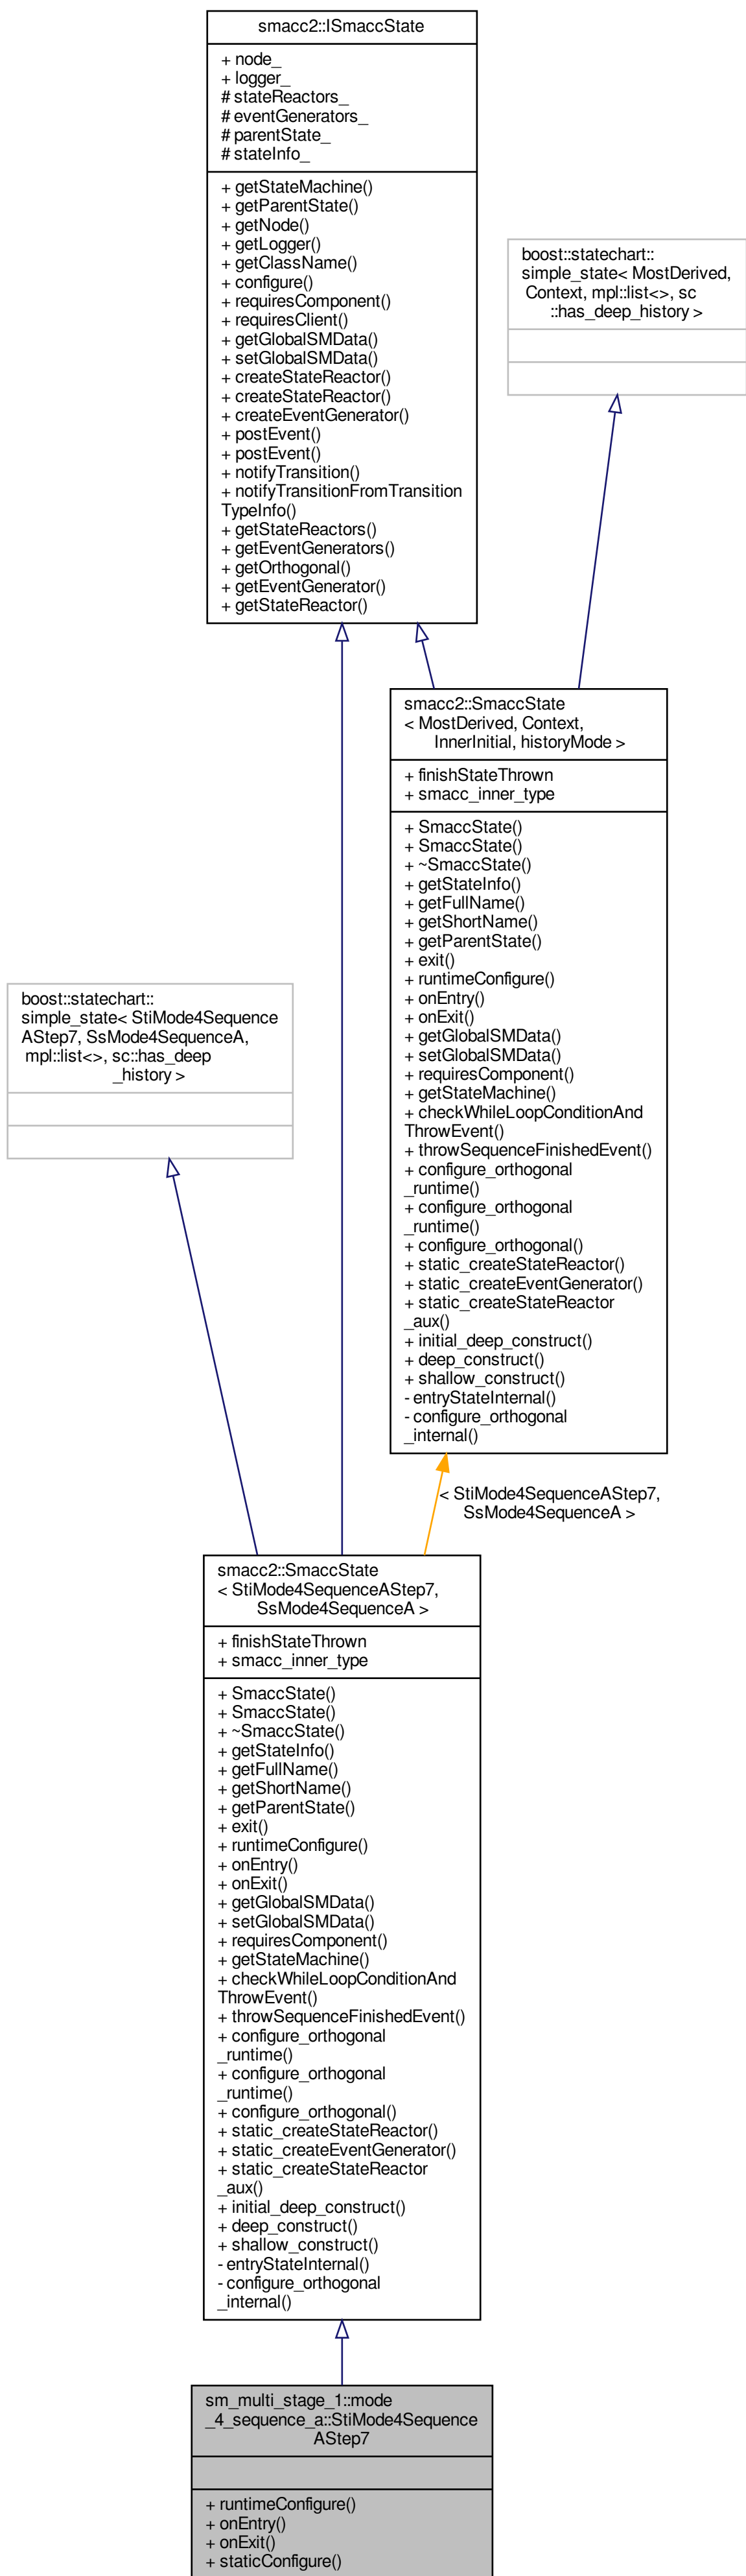 smacc2::ISmaccState
+ node_
+ logger_
# stateReactors_
# eventGenerators_
# parentState_
# stateInfo_
+ getStateMachine()
+ getParentState()
+ getNode()
+ getLogger()
+ getClassName()
+ configure()
+ requiresComponent()
+ requiresClient()
+ getGlobalSMData()
+ setGlobalSMData()
+ createStateReactor()
+ createStateReactor()
+ createEventGenerator()
+ postEvent()
+ postEvent()
+ notifyTransition()
+ notifyTransitionFromTransition
TypeInfo()
+ getStateReactors()
+ getEventGenerators()
+ getOrthogonal()
+ getEventGenerator()
+ getStateReactor()
boost::statechart::
simple_state< MostDerived,
Context, mpl::list<>, sc
::has_deep_history >
smacc2::SmaccState
< MostDerived, Context,
InnerInitial, historyMode >
+ finishStateThrown
+ smacc_inner_type
+ SmaccState()
+ SmaccState()
+ ~SmaccState()
+ getStateInfo()
+ getFullName()
+ getShortName()
+ getParentState()
+ exit()
+ runtimeConfigure()
+ onEntry()
+ onExit()
+ getGlobalSMData()
+ setGlobalSMData()
+ requiresComponent()
+ getStateMachine()
+ checkWhileLoopConditionAnd
ThrowEvent()
+ throwSequenceFinishedEvent()
+ configure_orthogonal
_runtime()
+ configure_orthogonal
_runtime()
+ configure_orthogonal()
+ static_createStateReactor()
+ static_createEventGenerator()
+ static_createStateReactor
_aux()
+ initial_deep_construct()
+ deep_construct()
+ shallow_construct()
- entryStateInternal()
- configure_orthogonal
_internal()
boost::statechart::
simple_state< StiMode4Sequence
AStep7, SsMode4SequenceA,
mpl::list<>, sc::has_deep
_history >
< StiMode4SequenceAStep7,
SsMode4SequenceA >
smacc2::SmaccState
< StiMode4SequenceAStep7,
SsMode4SequenceA >
+ finishStateThrown
+ smacc_inner_type
+ SmaccState()
+ SmaccState()
+ ~SmaccState()
+ getStateInfo()
+ getFullName()
+ getShortName()
+ getParentState()
+ exit()
+ runtimeConfigure()
+ onEntry()
+ onExit()
+ getGlobalSMData()
+ setGlobalSMData()
+ requiresComponent()
+ getStateMachine()
+ checkWhileLoopConditionAnd
ThrowEvent()
+ throwSequenceFinishedEvent()
+ configure_orthogonal
_runtime()
+ configure_orthogonal
_runtime()
+ configure_orthogonal()
+ static_createStateReactor()
+ static_createEventGenerator()
+ static_createStateReactor
_aux()
+ initial_deep_construct()
+ deep_construct()
+ shallow_construct()
- entryStateInternal()
- configure_orthogonal
_internal()
sm_multi_stage_1::mode
_4_sequence_a::StiMode4Sequence
AStep7
+ runtimeConfigure()
+ onEntry()
+ onExit()
+ staticConfigure()